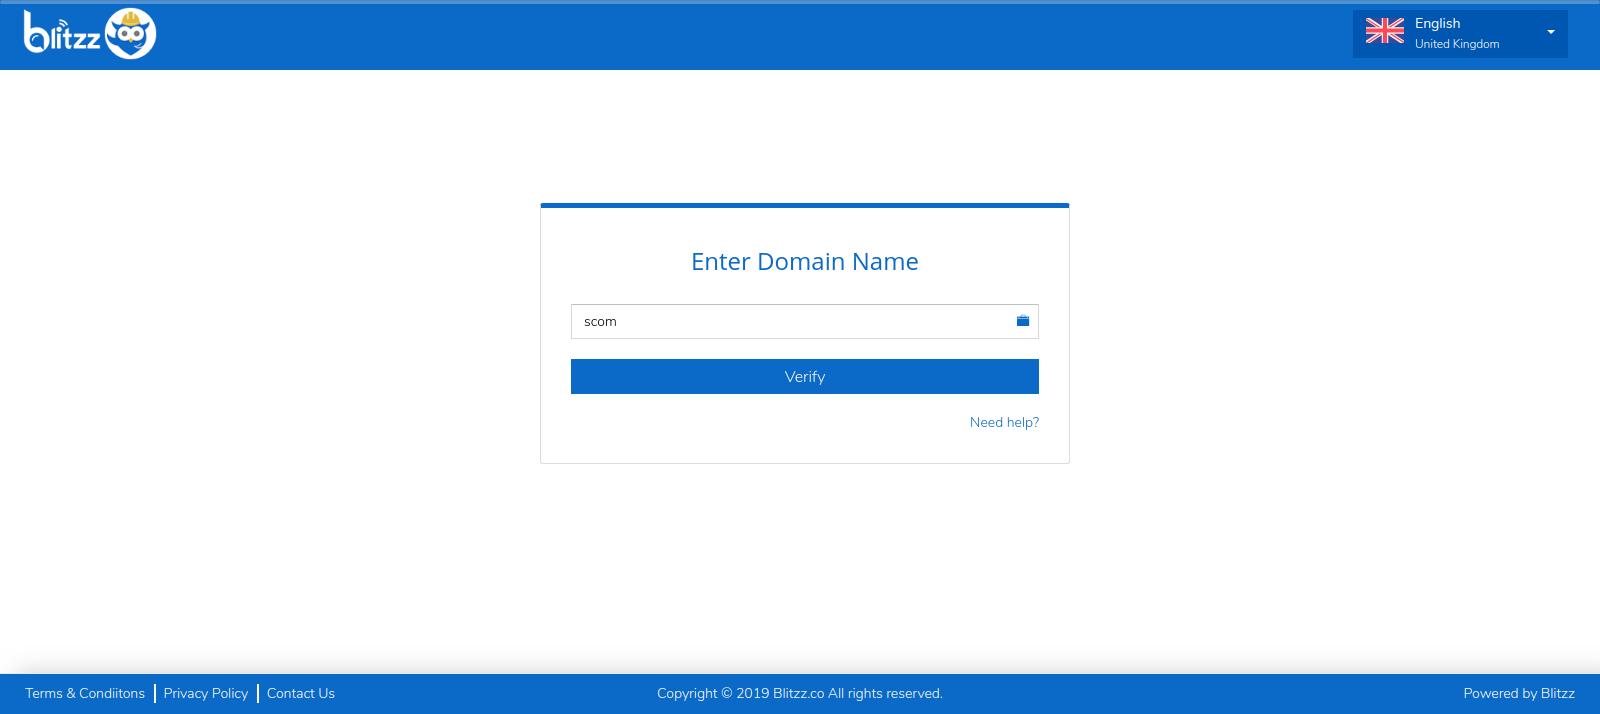 blitzz
English
United Kingdom
Enter Domain Name
scom
Verify
Need help?
Terms & Condiitons
Privacy Policy
Contact Us
Copyright © 2019 Blitzz.co All rights reserved.
Powered by Blitzz